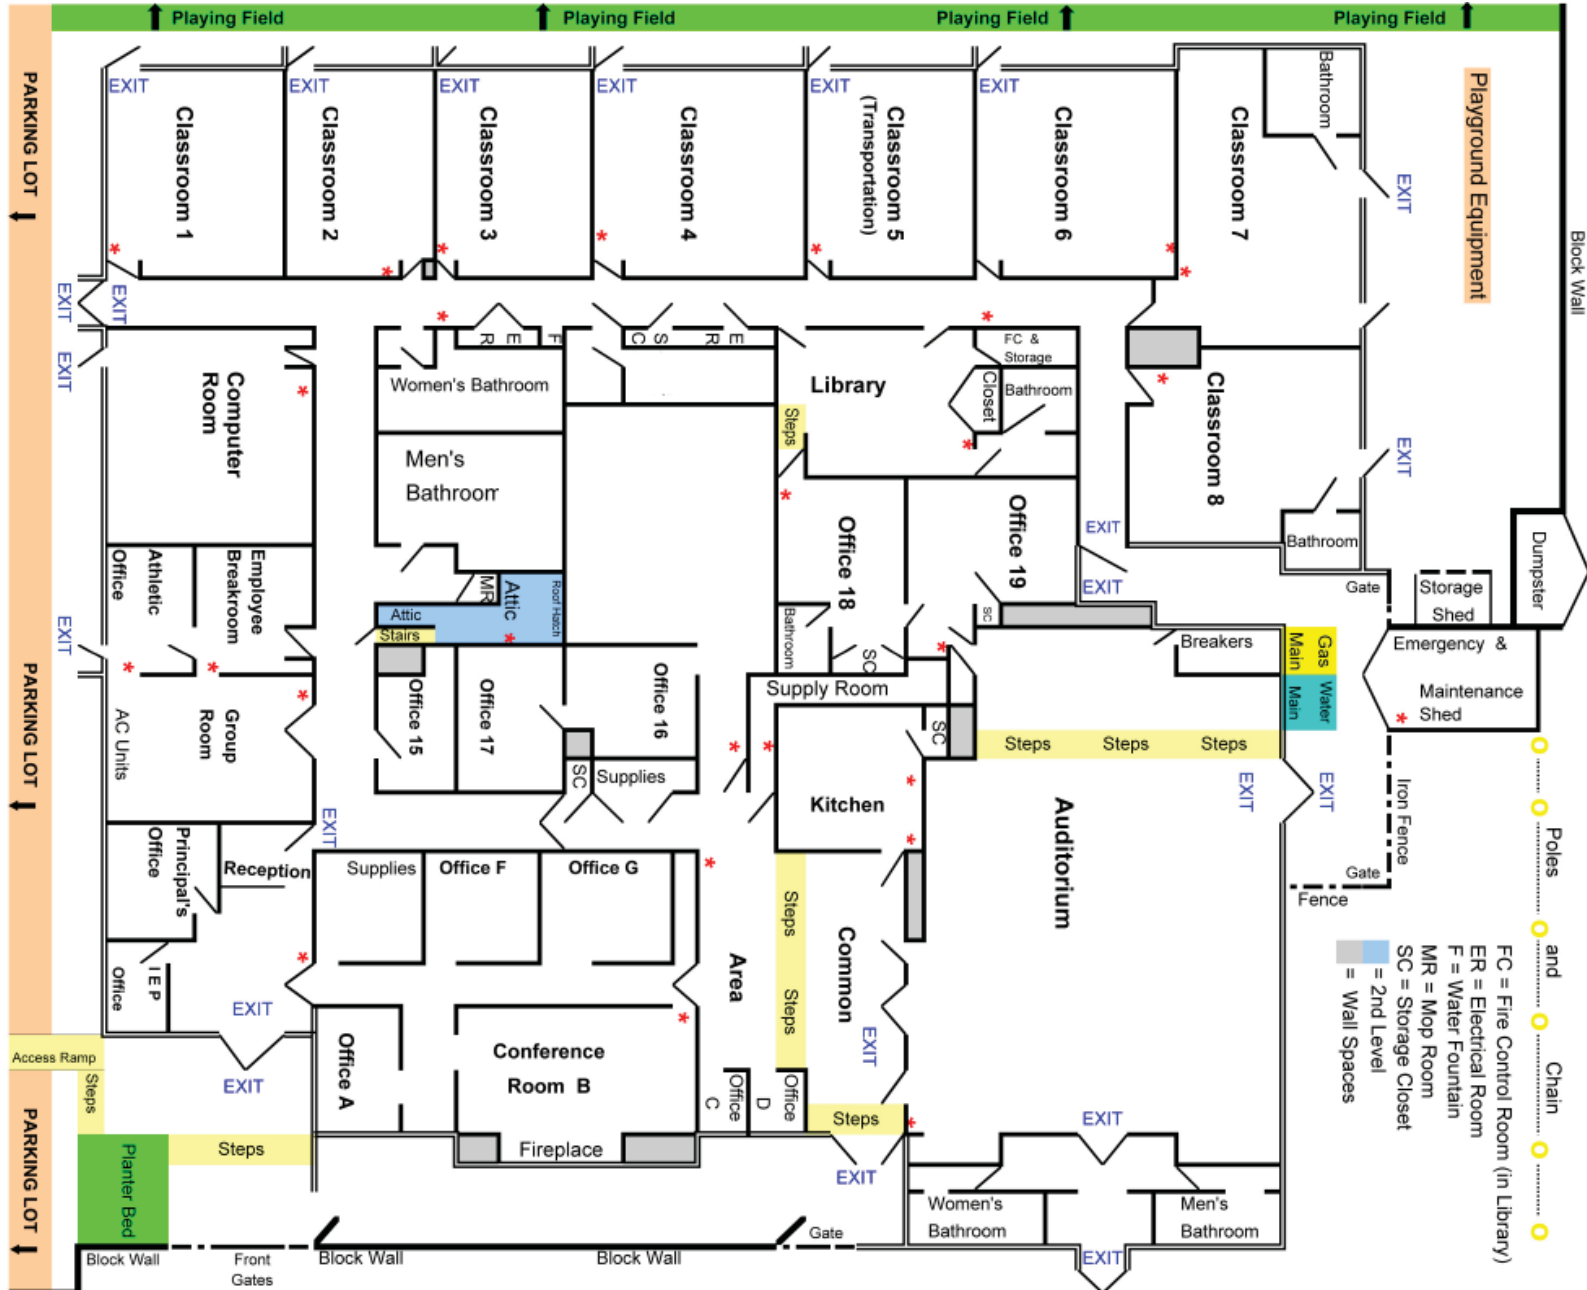 Playing Field
Playing Field
Playing Field
Playing Field
PARKING LOT
EXIT
EXIT
EXIT
EXIT
EXIT
EXIT
Classroom 1
Classroom 2
Classroom 3
Classroom 4
Classroom 5
(Transportation)
Classroom 6
Classroom 7
Bathroom
EXIT
Playground Equipment
Block Wall
EXIT
EXIT
EXIT
Computer
Room
R
E
F
C
S
R
E
Women's Bathroom
Men's
Bathroom
Library
Steps
FC &
Storage
Closet
Bathroom
Classroom 8
EXIT
Bathroom
Office 18
Office 19
EXIT
EXIT
Athletic
Office
Employee
Breakroom
MR
Attic
Roof Hatch
Attic
Stairs
Bathroom
SC
SC
Gate
Storage
Shed
Dumpster
EXIT
Breakers
Gas
Main
Water
Main
Emergency &
Maintenance
Shed
PARKING LOT
AC Units
Group
Room
Office 15
Office 17
Office 16
Supply Room
SC
Steps
Steps
Steps
SC
Supplies
Kitchen
Auditorium
EXIT
EXIT
Iron Fence
Gate
Fence
Poles
and
Chain
EXIT
Principal's
Office
Reception
Supplies
Office F
Office G
Area
Steps
Steps
Common
EXIT
I E P
Office
EXIT
EXIT
Office A
Conference
Room B
Office
C
Office
D
Steps
EXIT
EXIT
FC = Fire Control Room (in Library)
ER = Electrical Room
F = Water Fountain
MR = Mop Room
SC = Storage Closet
= 2nd Level
= Wall Spaces
Access Ramp
Steps
Steps
Planter Bed
Fireplace
Women's
Bathroom
Men's
Bathroom
PARKING LOT
Block Wall
Front
Gates
Block Wall
Block Wall
Gate
EXIT